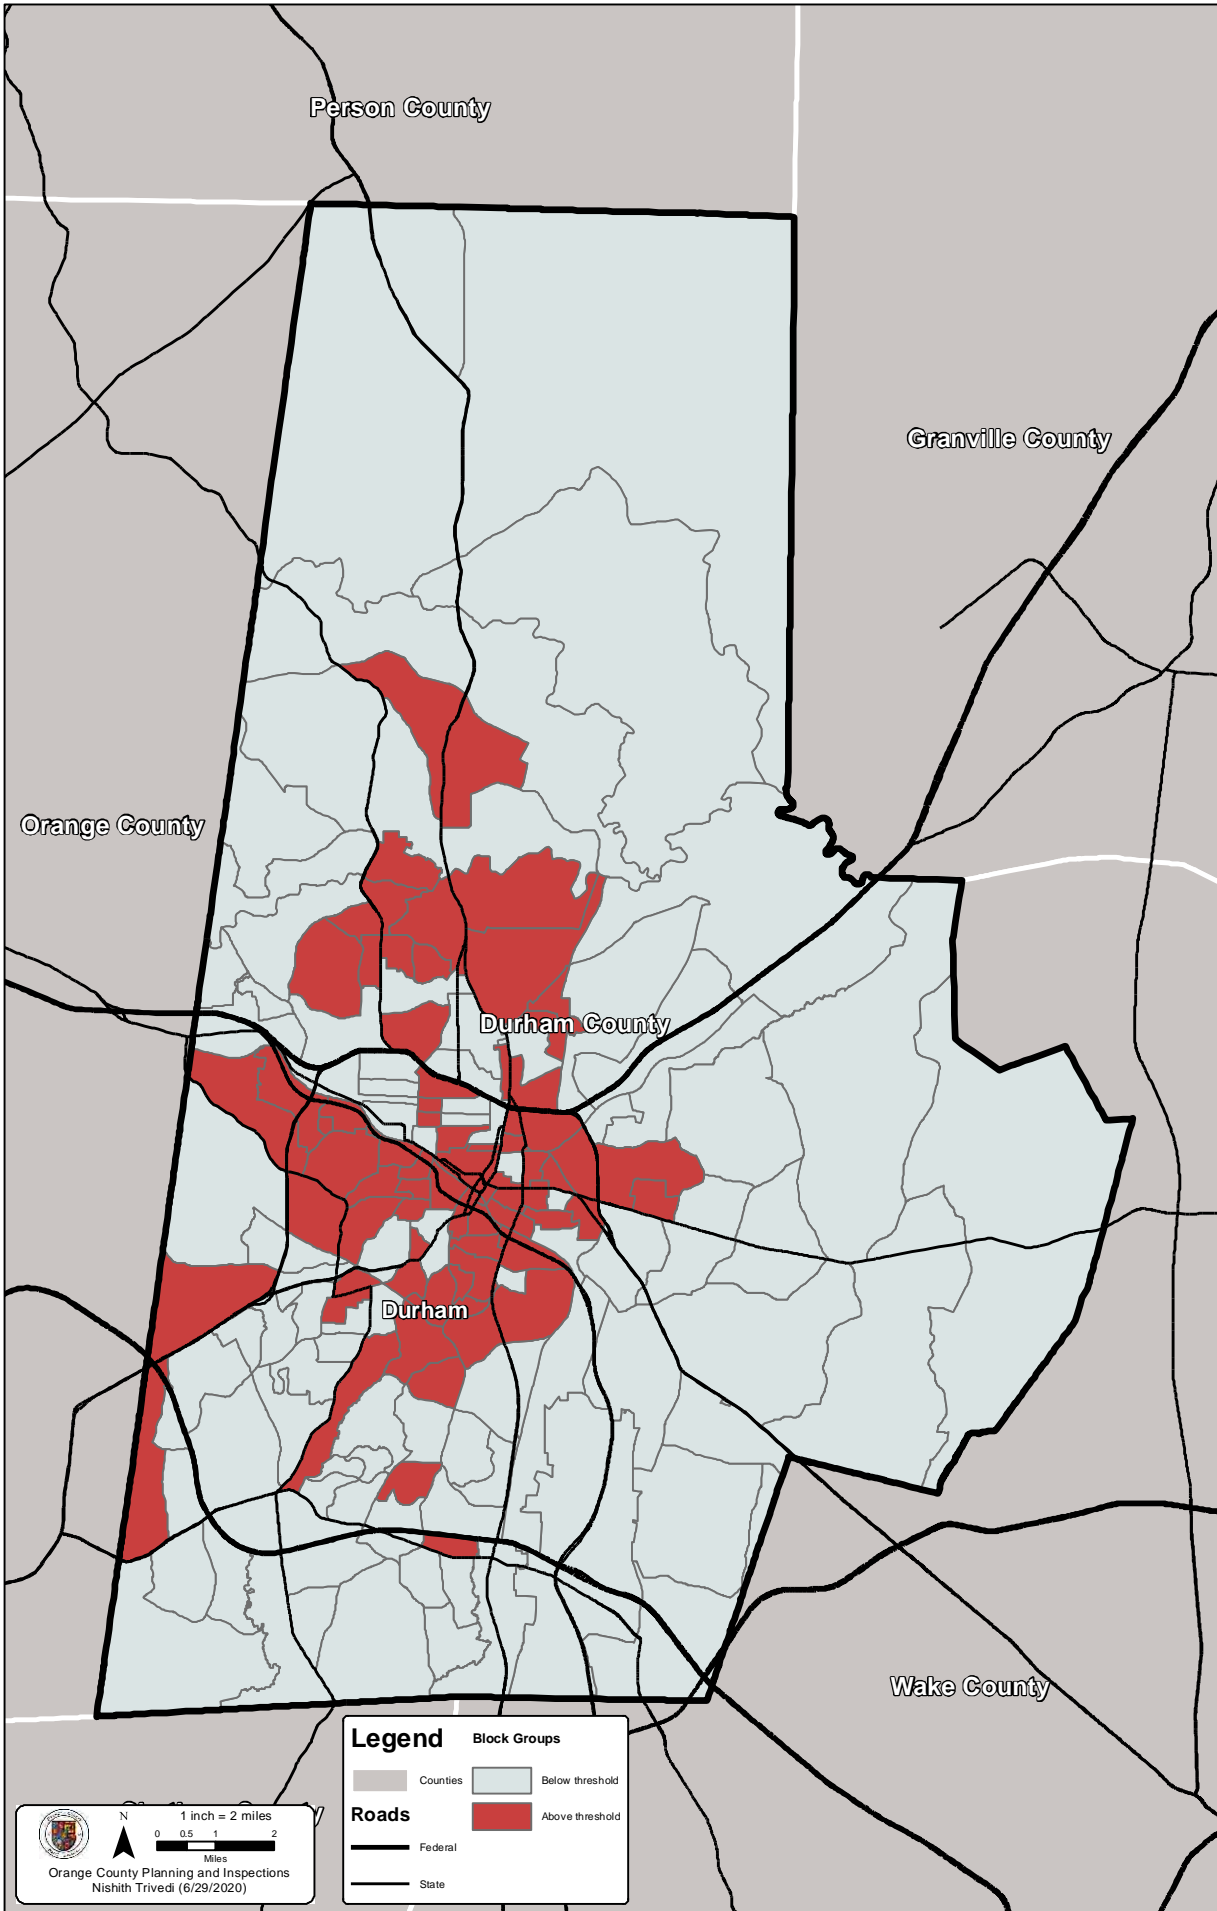 Person County
Granville County
Orange County
Durham County
Durham
Wake County
Legend
Block Groups
Counties
Below threshold
Roads
Above threshold
Federal
State
N
1 inch = 2 miles
0 0.5 1 2
Miles
Orange County Planning and Inspections
Nishith Trivedi (6/29/2020)